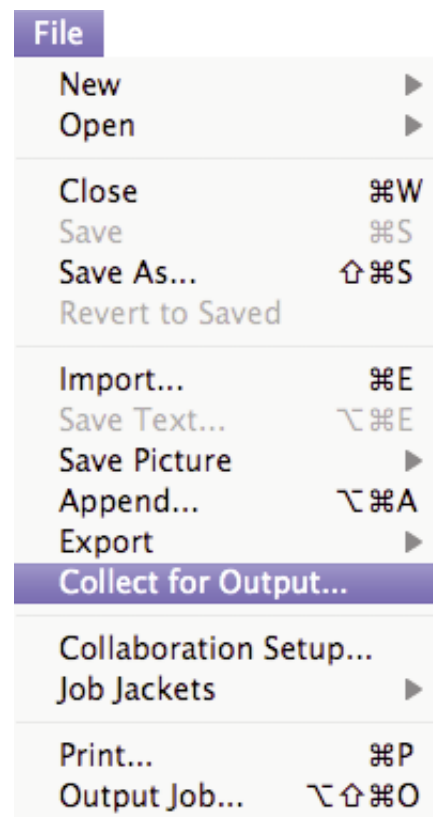 File
New ▶
Open ▶
Close ⌘W
Save ⌘S
Save As... ⇧⌘S
Revert to Saved
Import... ⌘E
Save Text... ⌥⌘E
Save Picture ▶
Append... ⌥⌘A
Export ▶
Collect for Output...
Collaboration Setup...
Job Jackets ▶
Print... ⌘P
Output Job... ⌥⇧⌘O